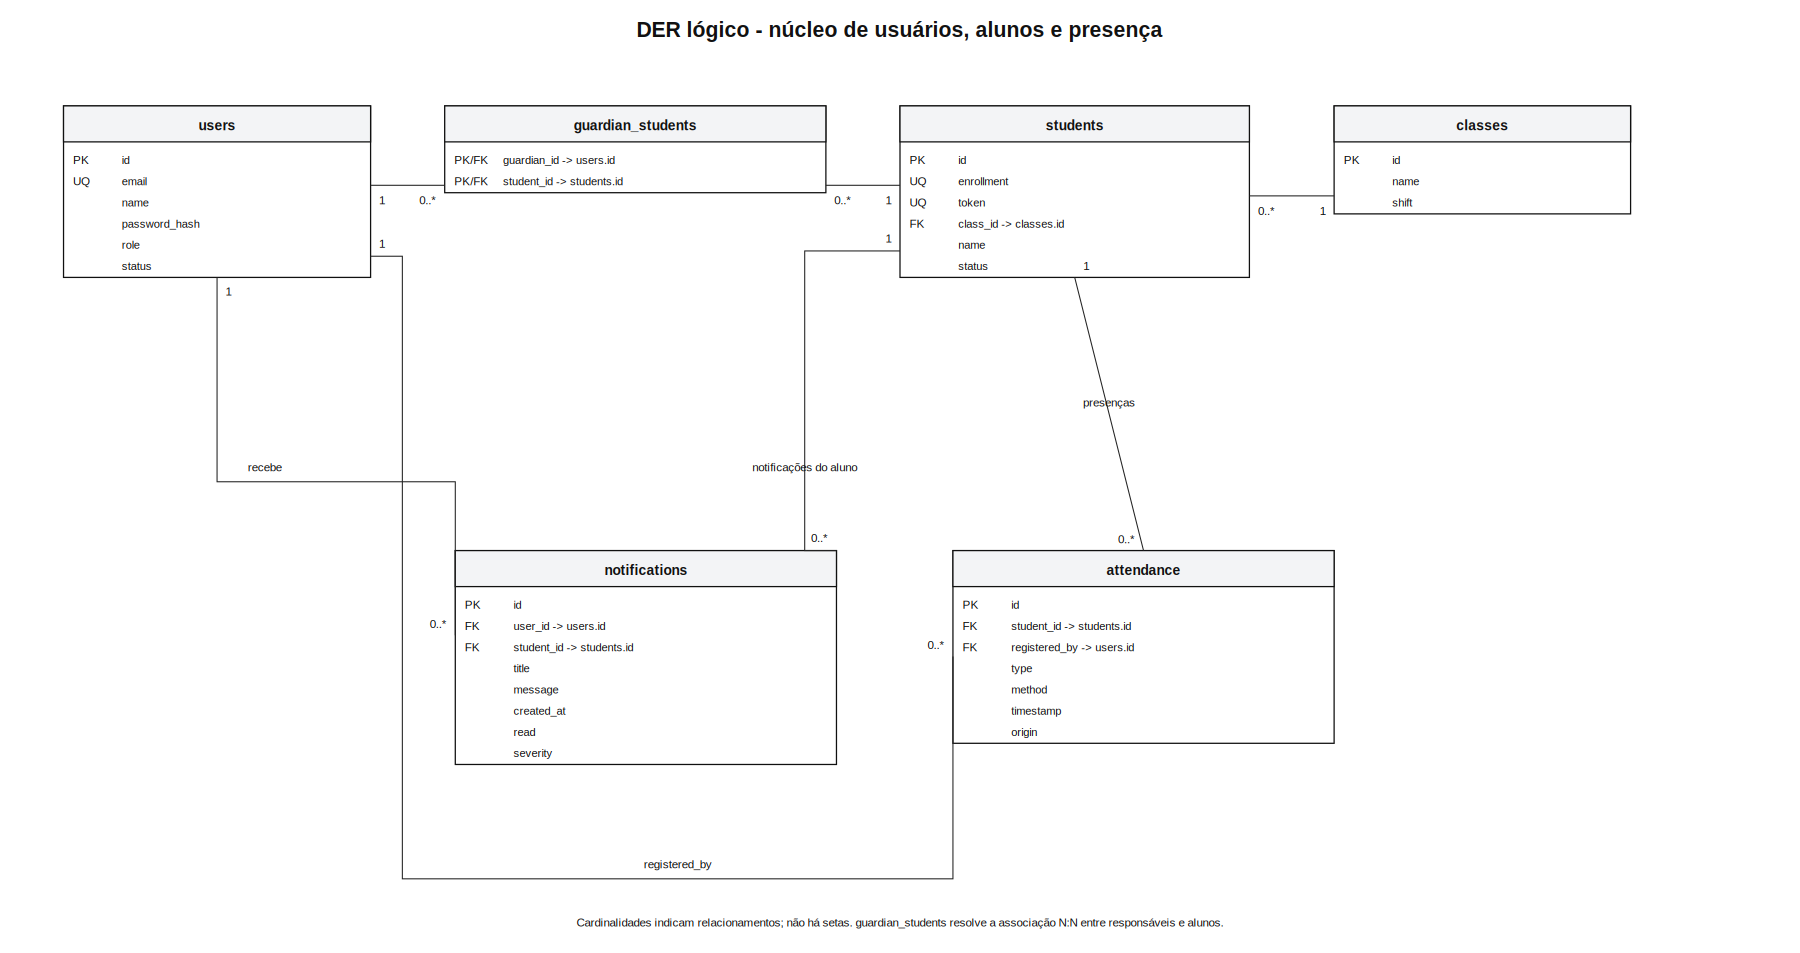 DER lógico - núcleo de usuários, alunos e presença
users
PK id
UQ email
name
password_hash
role
status
guardian_students
PK/FK guardian_id -> users.id
PK/FK student_id -> students.id
students
PK id
UQ enrollment
UQ token
FK class_id -> classes.id
name
status
classes
PK id
name
shift
1
0..*
0..*
1
0..*
1
1
1
1
1
presenças
recebe
notificações do aluno
0..*
0..*
notifications
PK id
FK user_id -> users.id
FK student_id -> students.id
title
message
created_at
read
severity
0..*
attendance
PK id
FK student_id -> students.id
FK registered_by -> users.id
type
method
timestamp
origin
0..*
registered_by
Cardinalidades indicam relacionamentos; não há setas. guardian_students resolve a associação N:N entre responsáveis e alunos.